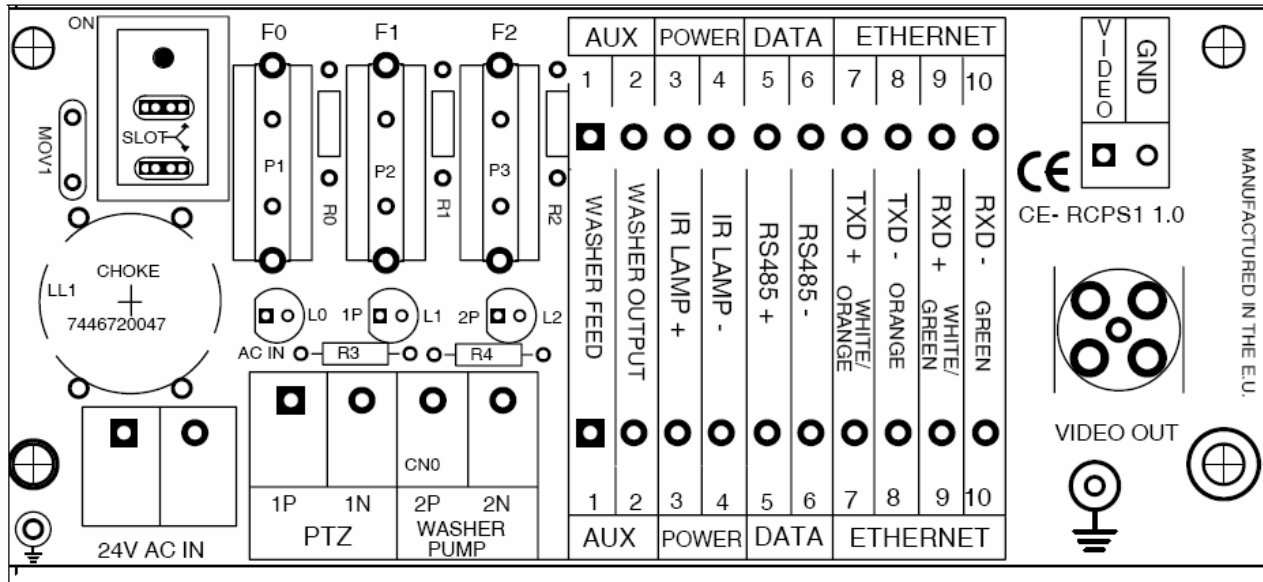 ON
F0 F1 F2
AUX POWER DATA ETHERNET
1 2 3 4 5 6 7 8 9 10
VIDEO
GND
MOV1
SLOT
P1
R0
P2
R1
P3
R2
WASHER FEED
WASHER OUTPUT
IR LAMP +
IR LAMP -
RS485 +
RS485 -
TXD + WHITE/
ORANGE
TXD - ORANGE
RXD + WHITE/
GREEN
RXD - GREEN
CE
CE- RCPS1 1.0
MANUFACTURED IN THE E.U.
CHOKE
LL1
7446720047
L0 1P L1 2P L2
AC IN R3 R4
CN0
1P 1N 2P 2N
PTZ
WASHER
PUMP
24V AC IN
1 2 3 4 5 6 7 8 9 10
AUX POWER DATA ETHERNET
VIDEO OUT